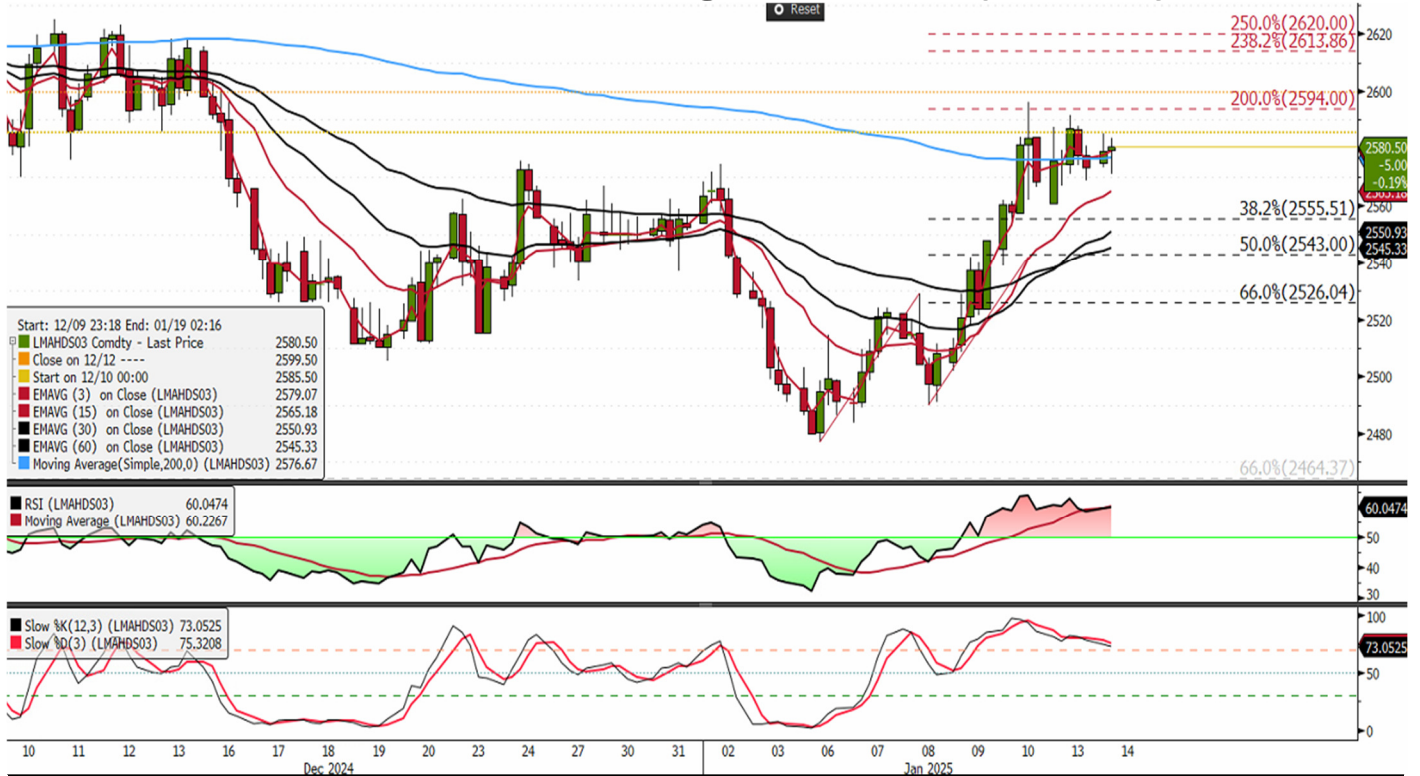 Reset
250.0%(2620.00)
238.2%(2613.86)
200.0%(2594.00)
38.2%(2555.51)
50.0%(2543.00)
66.0%(2526.04)
66.0%(2464.37)
2620
2600
2580.50
-5.00
-0.19%
2565.18
2560
2550.93
2545.33
2540
2520
2500
2480
Start: 12/09 23:18 End: 01/19 02:16
LMAHDS03 Comdty - Last Price 2580.50
Close on 12/12 ---- 2599.50
Start on 12/10 00:00 2585.50
EMAVG (3) on Close (LMAHDS03) 2579.07
EMAVG (15) on Close (LMAHDS03) 2565.18
EMAVG (30) on Close (LMAHDS03) 2550.93
EMAVG (60) on Close (LMAHDS03) 2545.33
Moving Average(Simple,200,0) (LMAHDS03) 2576.67
RSI (LMAHDS03) 60.0474
Moving Average (LMAHDS03) 60.2267
60.0474
50
40
30
Slow %K(12,3) (LMAHDS03) 73.0525
Slow %D(3) (LMAHDS03) 75.3208
100
73.0525
50
0
10 11 12 13 16 17 18 19 20 23 24 27 30 31 02 03 06 07 08 09 10 13 14
Dec 2024 Jan 2025